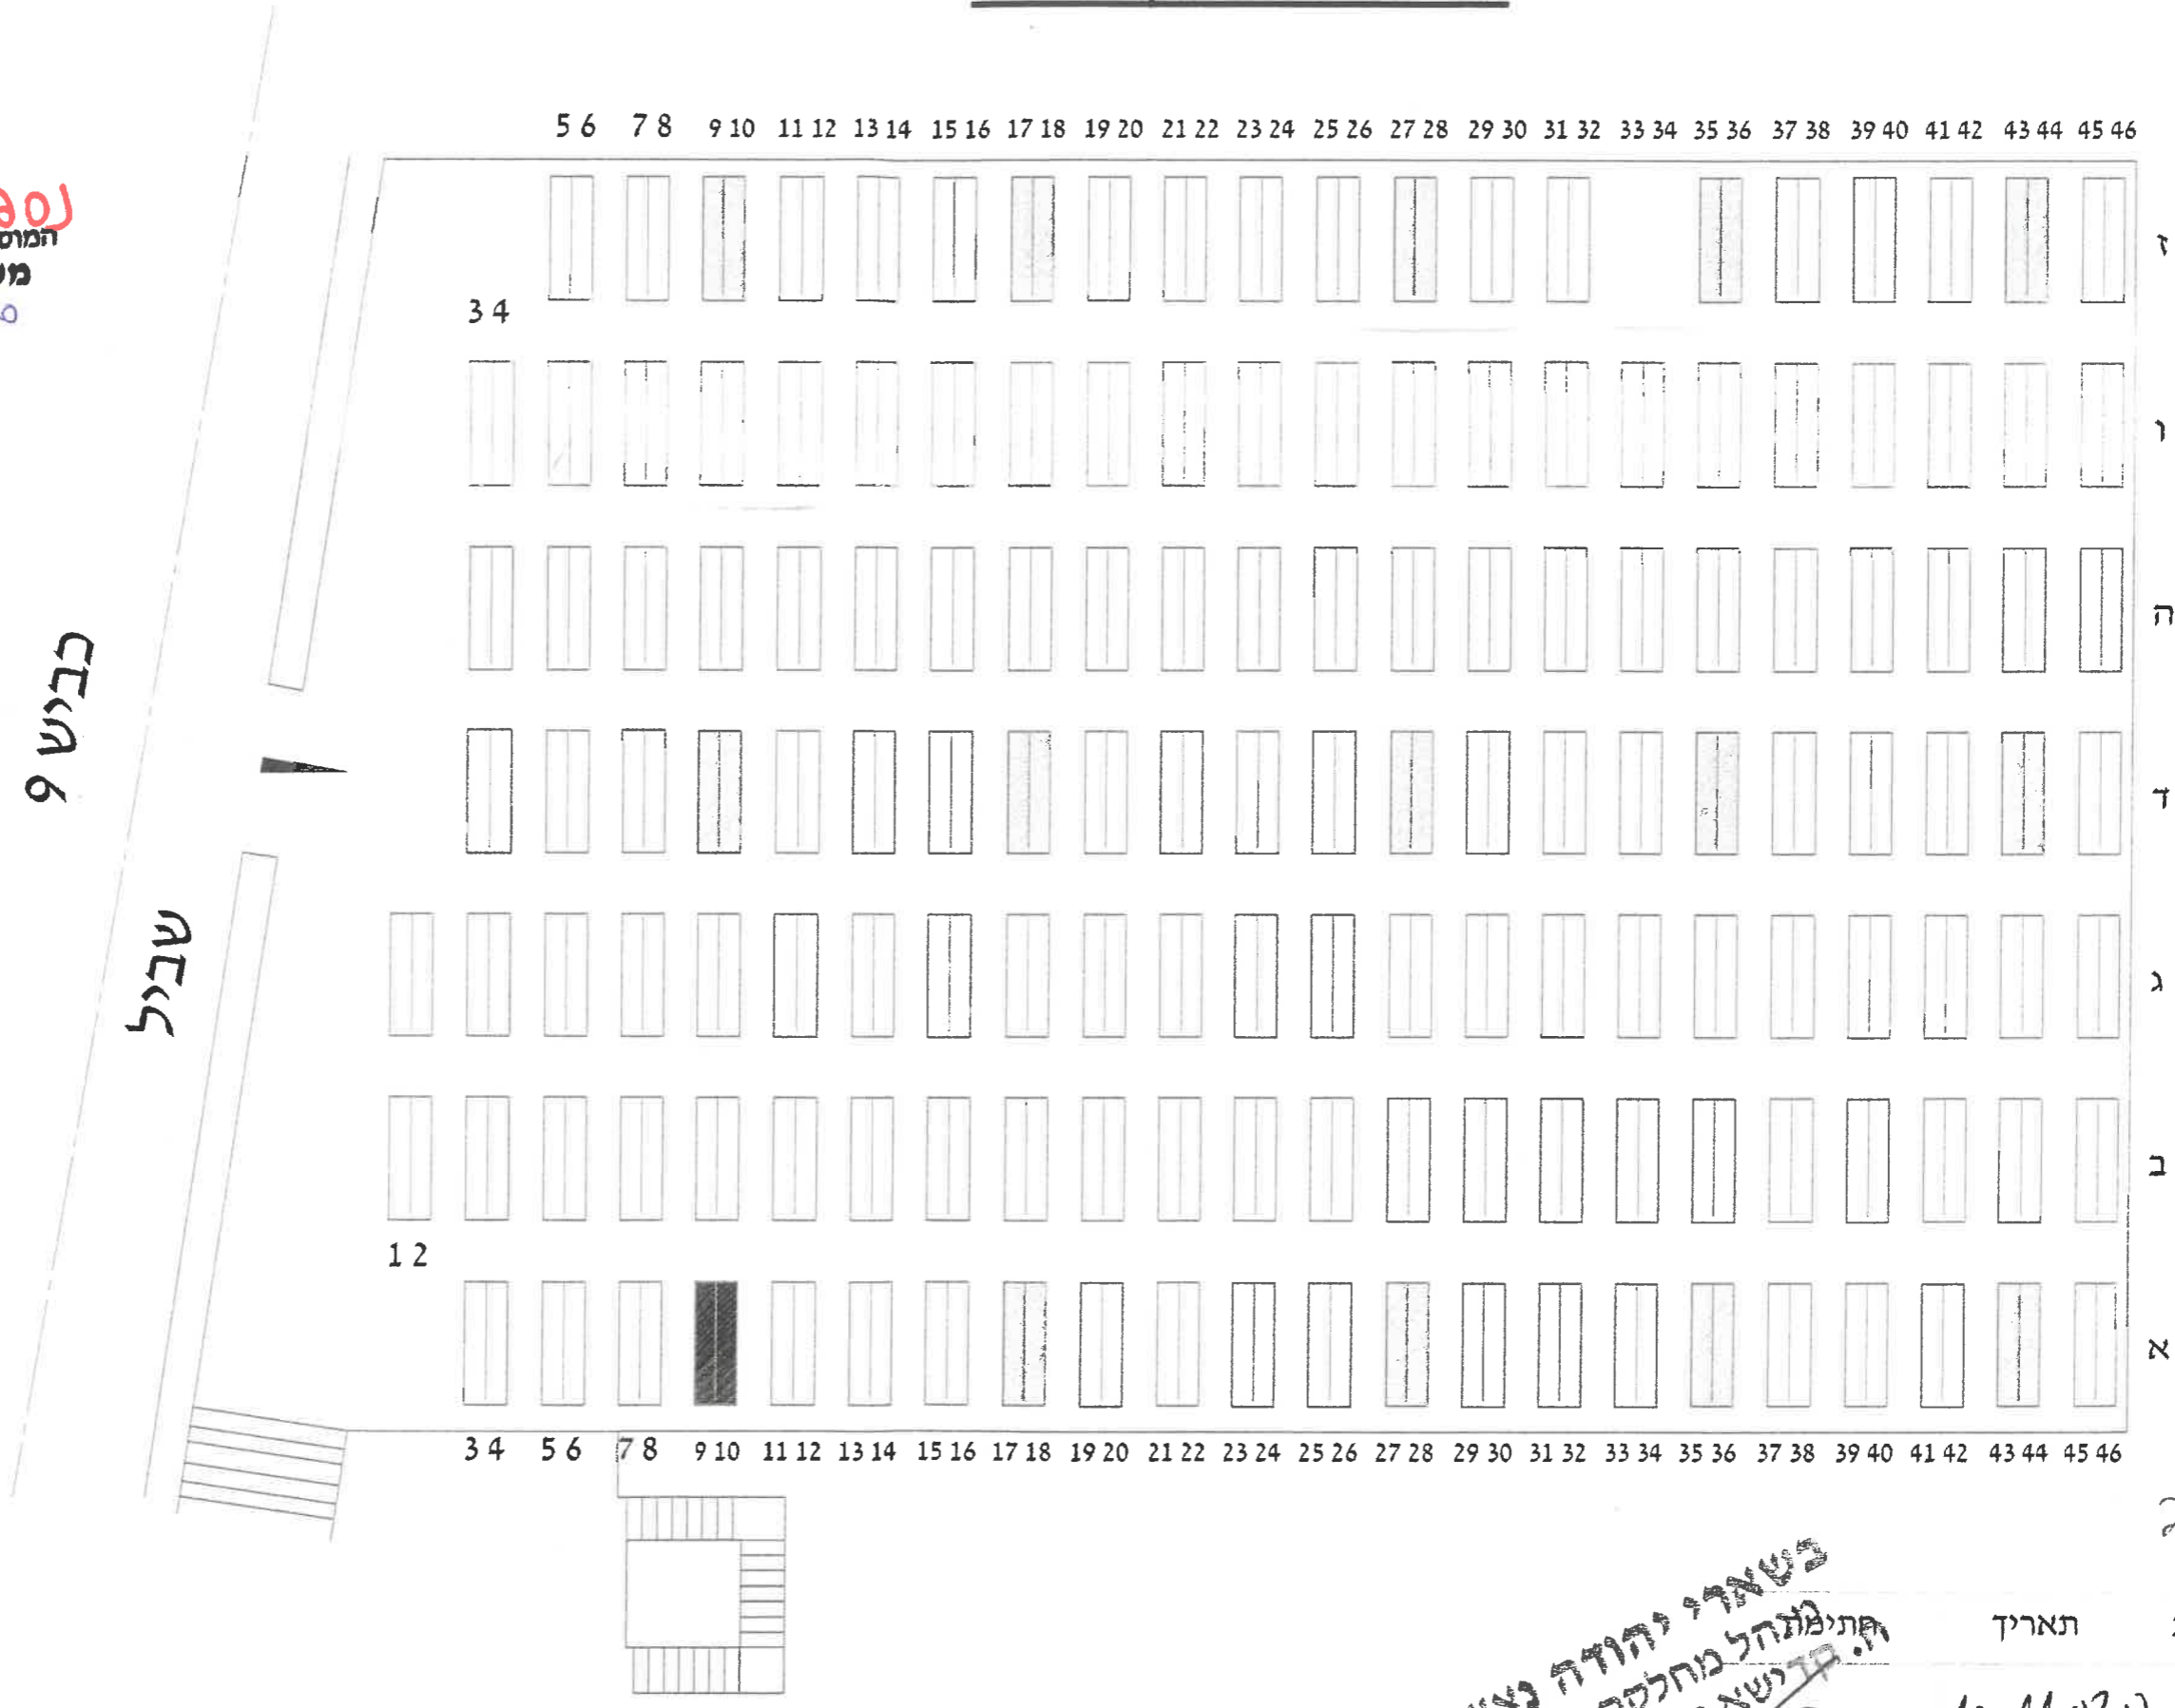 5 6 7 8 9 10 11 12 13 14 15 16 17 18 19 20 21 22 23 24 25 26 27 28 29 30 31 32 33 34 35 36 37 38 39 40 41 42 43 44 45 46
ז
3 4
ו
ה
כביש 9
ד
שביל
ג
ב
1 2
א
3 4 5 6 7 8 9 10 11 12 13 14 15 16 17 18 19 20 21 22 23 24 25 26 27 28 29 30 31 32 33 34 35 36 37 38 39 40 41 42 43 44 45 46
בשארי יהודה
תאריך
מנהל